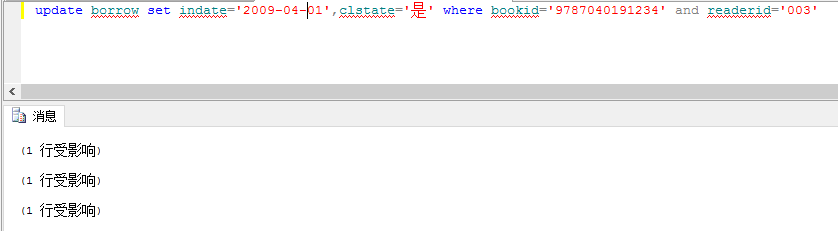 update borrow set indate='2009-04-01',clstate='是' where bookid='9787040191234' and readerid='003'
消息
(1 行受影响)
(1 行受影响)
(1 行受影响)